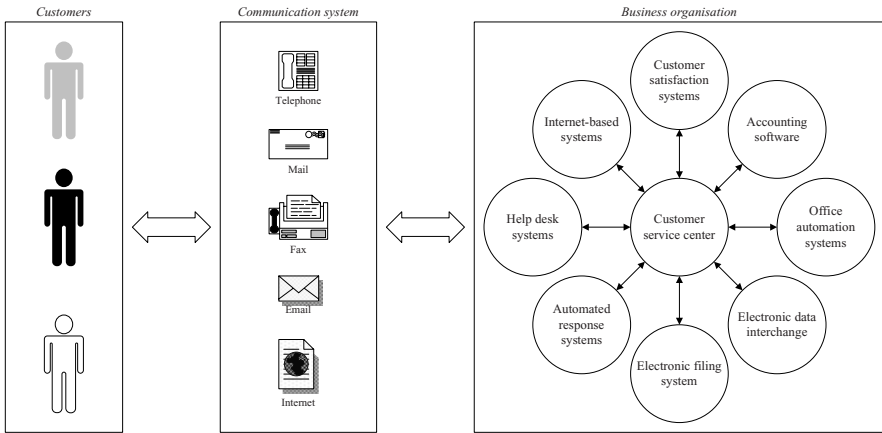 Customers
Communication system
Business organisation
Telephone
Mail
Fax
Email
Internet
Customer
satisfaction
systems
Internet-based
systems
Accounting
software
Help desk
systems
Customer
service center
Office
automation
systems
Automated
response
systems
Electronic data
interchange
Electronic filing
system